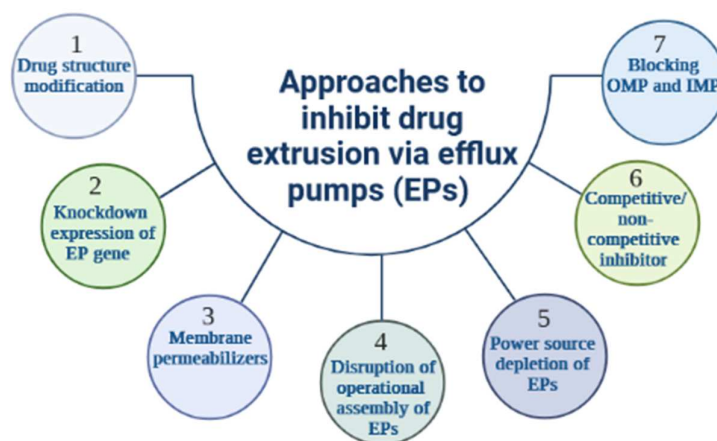 Approaches to
inhibit drug
extrusion via efflux
pumps (EPs)
1
Drug structure
modification
2
Knockdown
expression of
EP gene
3
Membrane
permeabilizers
4
Disruption of
operational
assembly of
EPs
5
Power source
depletion of
EPs
6
Competitive/
non-
competitive
inhibitor
7
Blocking
OMP and IMP